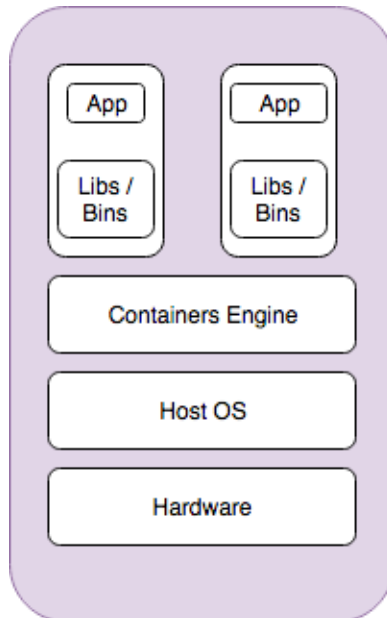 App
App
Libs /
Bins
Libs /
Bins
Containers Engine
Host OS
Hardware